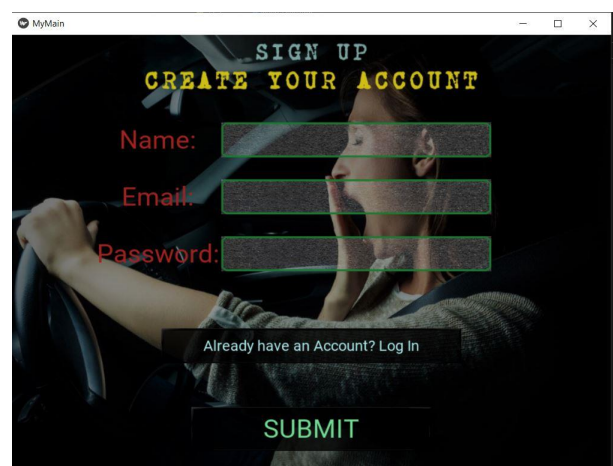 MyMain
SIGN UP
CREATE YOUR ACCOUNT
Name:
Email:
Password:
Already have an Account? Log In
SUBMIT